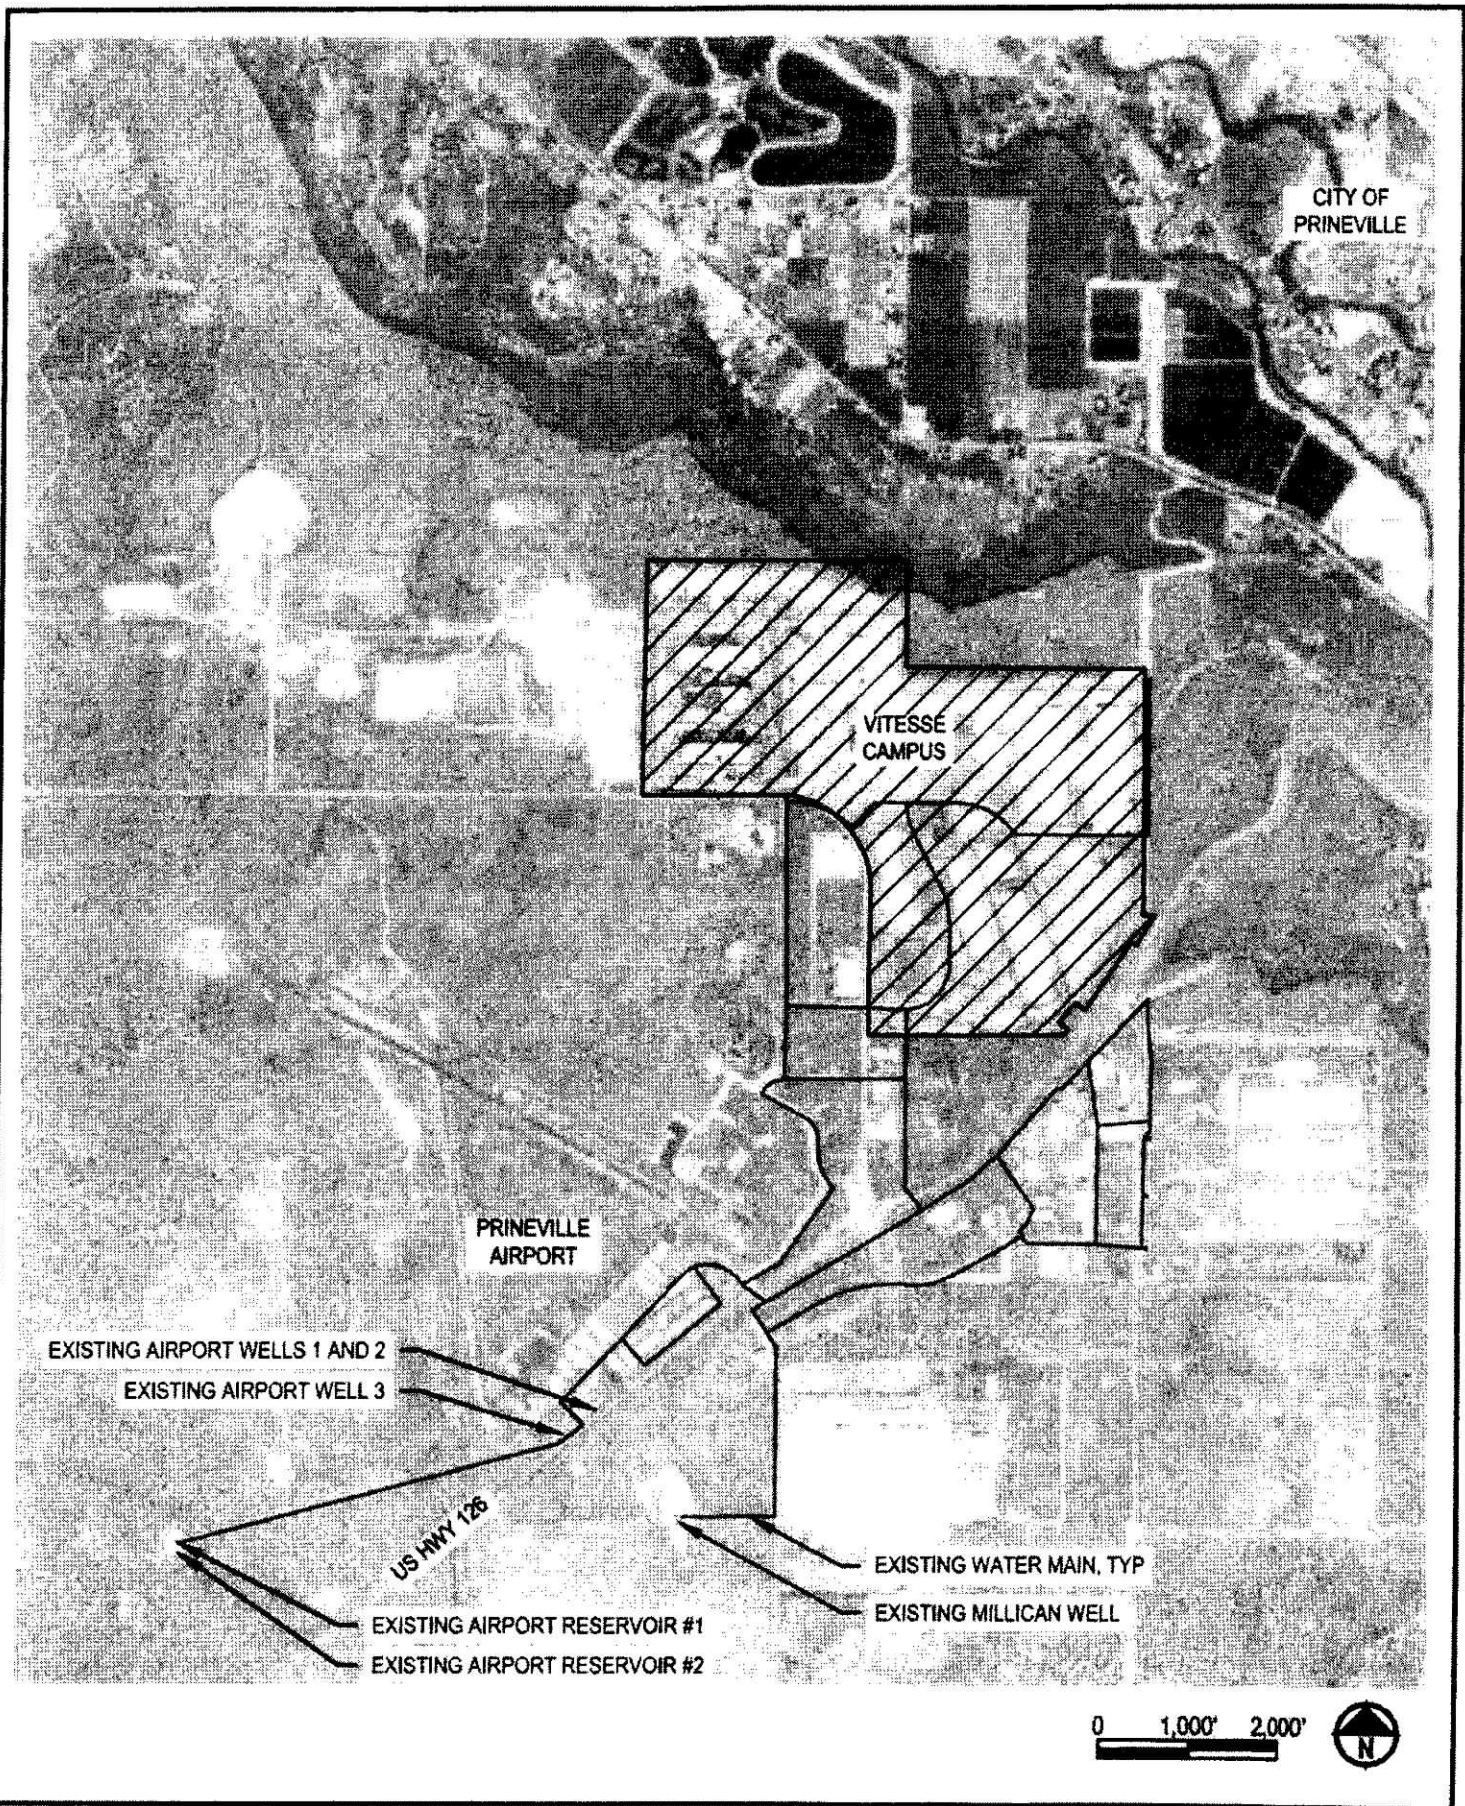 CITY OF
PRINEVILLE
VITESSE
CAMPUS
PRINEVILLE
AIRPORT
EXISTING AIRPORT WELLS 1 AND 2
EXISTING AIRPORT WELL 3
US HWY 126
EXISTING WATER MAIN, TYP
EXISTING MILLICAN WELL
EXISTING AIRPORT RESERVOIR #1
EXISTING AIRPORT RESERVOIR #2
0 1,000' 2,000'
N